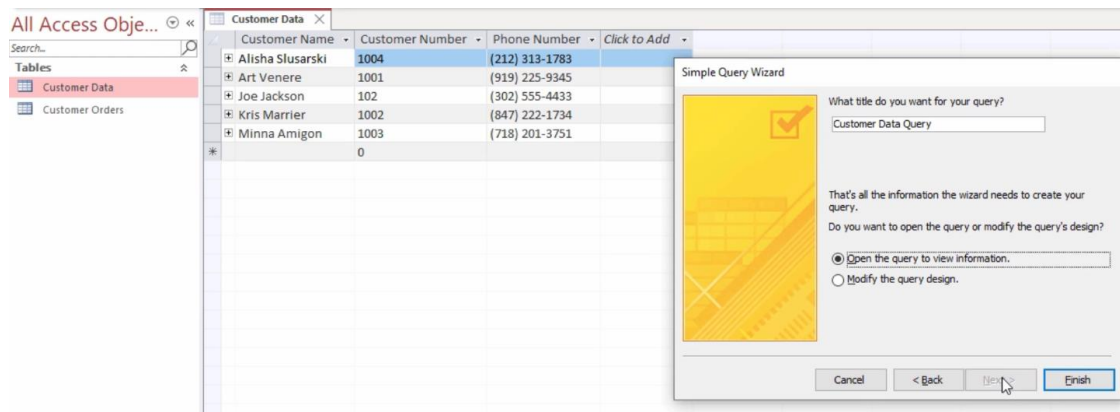 All Access Obje...
Search...
Tables
Customer Data
Customer Orders
Customer Data
Customer Name Customer Number Phone Number Click to Add
Alisha Slusarski 1004 (212) 313-1783
Art Venere 1001 (919) 225-9345
Joe Jackson 102 (302) 555-4433
Kris Marrier 1002 (847) 222-1734
Minna Amigon 1003 (718) 201-3751
* 0
Simple Query Wizard
What title do you want for your query?
Customer Data Query
That's all the information the wizard needs to create your
query.
Do you want to open the query or modify the query's design?
Open the query to view information.
Modify the query design.
Cancel < Back Next > Finish